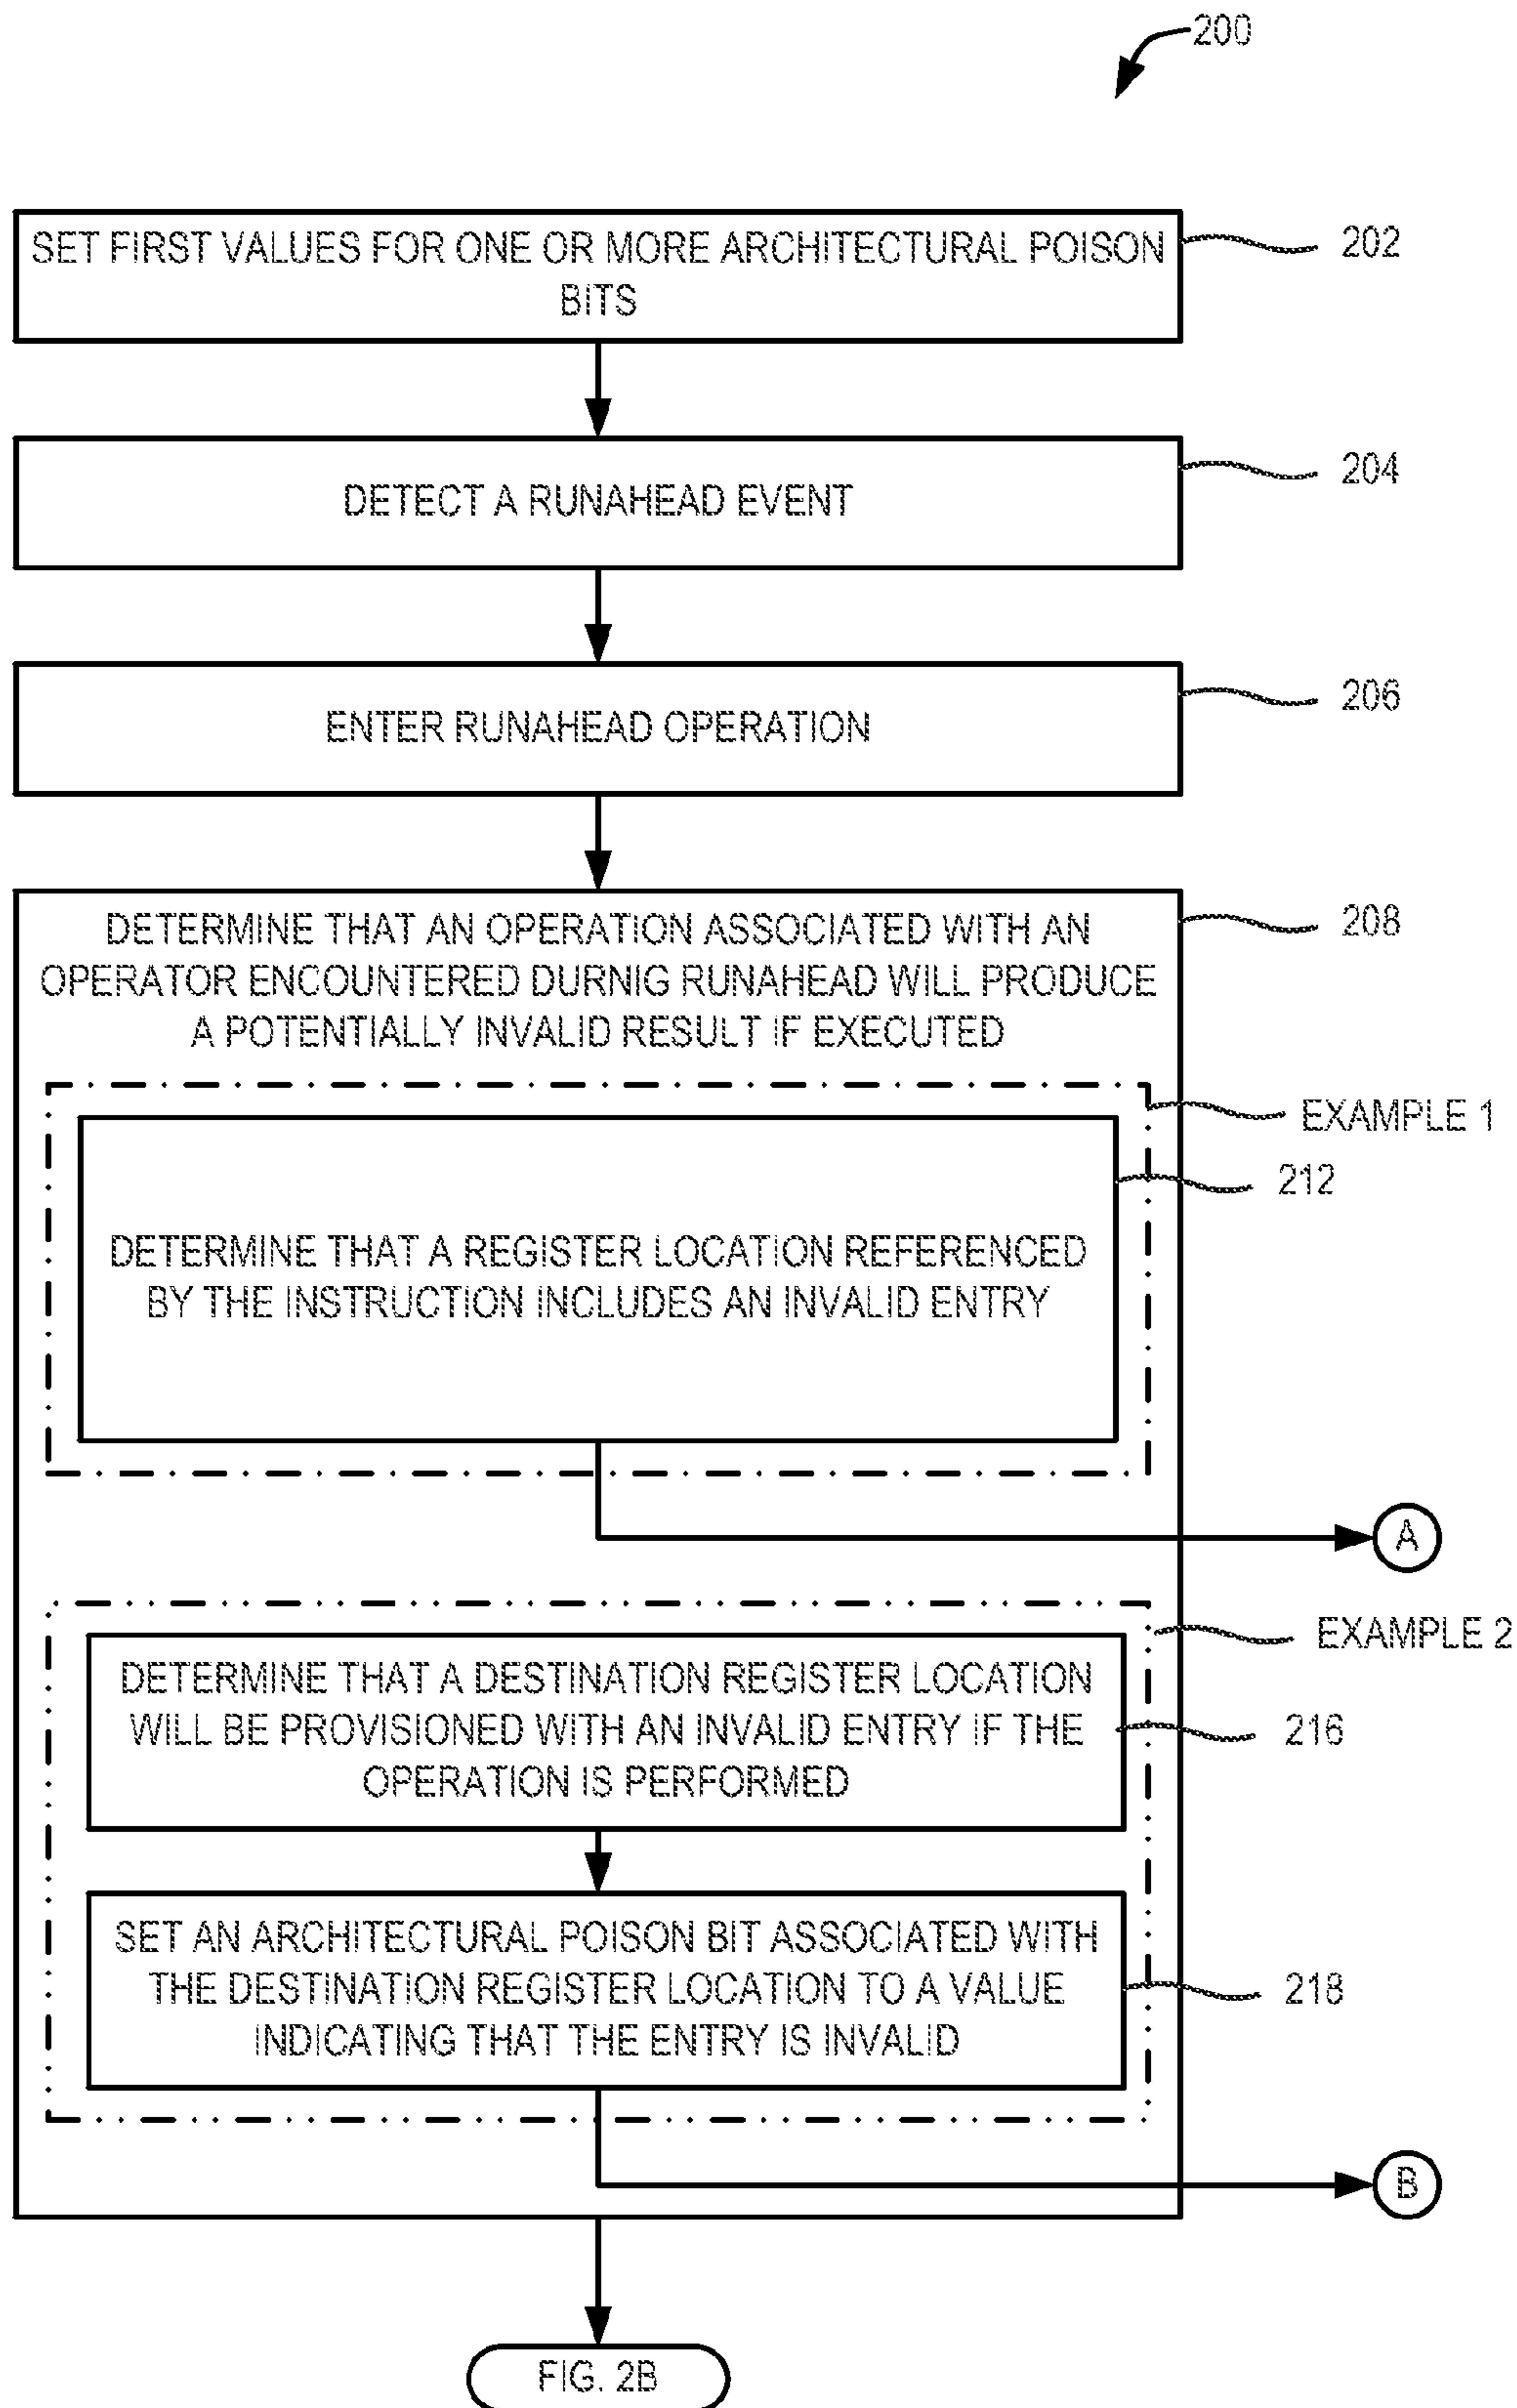 200
SET FIRST VALUES FOR ONE OR MORE ARCHITECTURAL POISON
BITS
202
DETECT A RUNAHEAD EVENT
204
ENTER RUNAHEAD OPERATION
206
DETERMINE THAT AN OPERATION ASSOCIATED WITH AN
OPERATOR ENCOUNTERED DURNIG RUNAHEAD WILL PRODUCE
A POTENTIALLY INVALID RESULT IF EXECUTED
208
EXAMPLE 1
212
DETERMINE THAT A REGISTER LOCATION REFERENCED
BY THE INSTRUCTION INCLUDES AN INVALID ENTRY
A
EXAMPLE 2
DETERMINE THAT A DESTINATION REGISTER LOCATION
WILL BE PROVISIONED WITH AN INVALID ENTRY IF THE
OPERATION IS PERFORMED
216
SET AN ARCHITECTURAL POISON BIT ASSOCIATED WITH
THE DESTINATION REGISTER LOCATION TO A VALUE
INDICATING THAT THE ENTRY IS INVALID
218
B
FIG. 2B